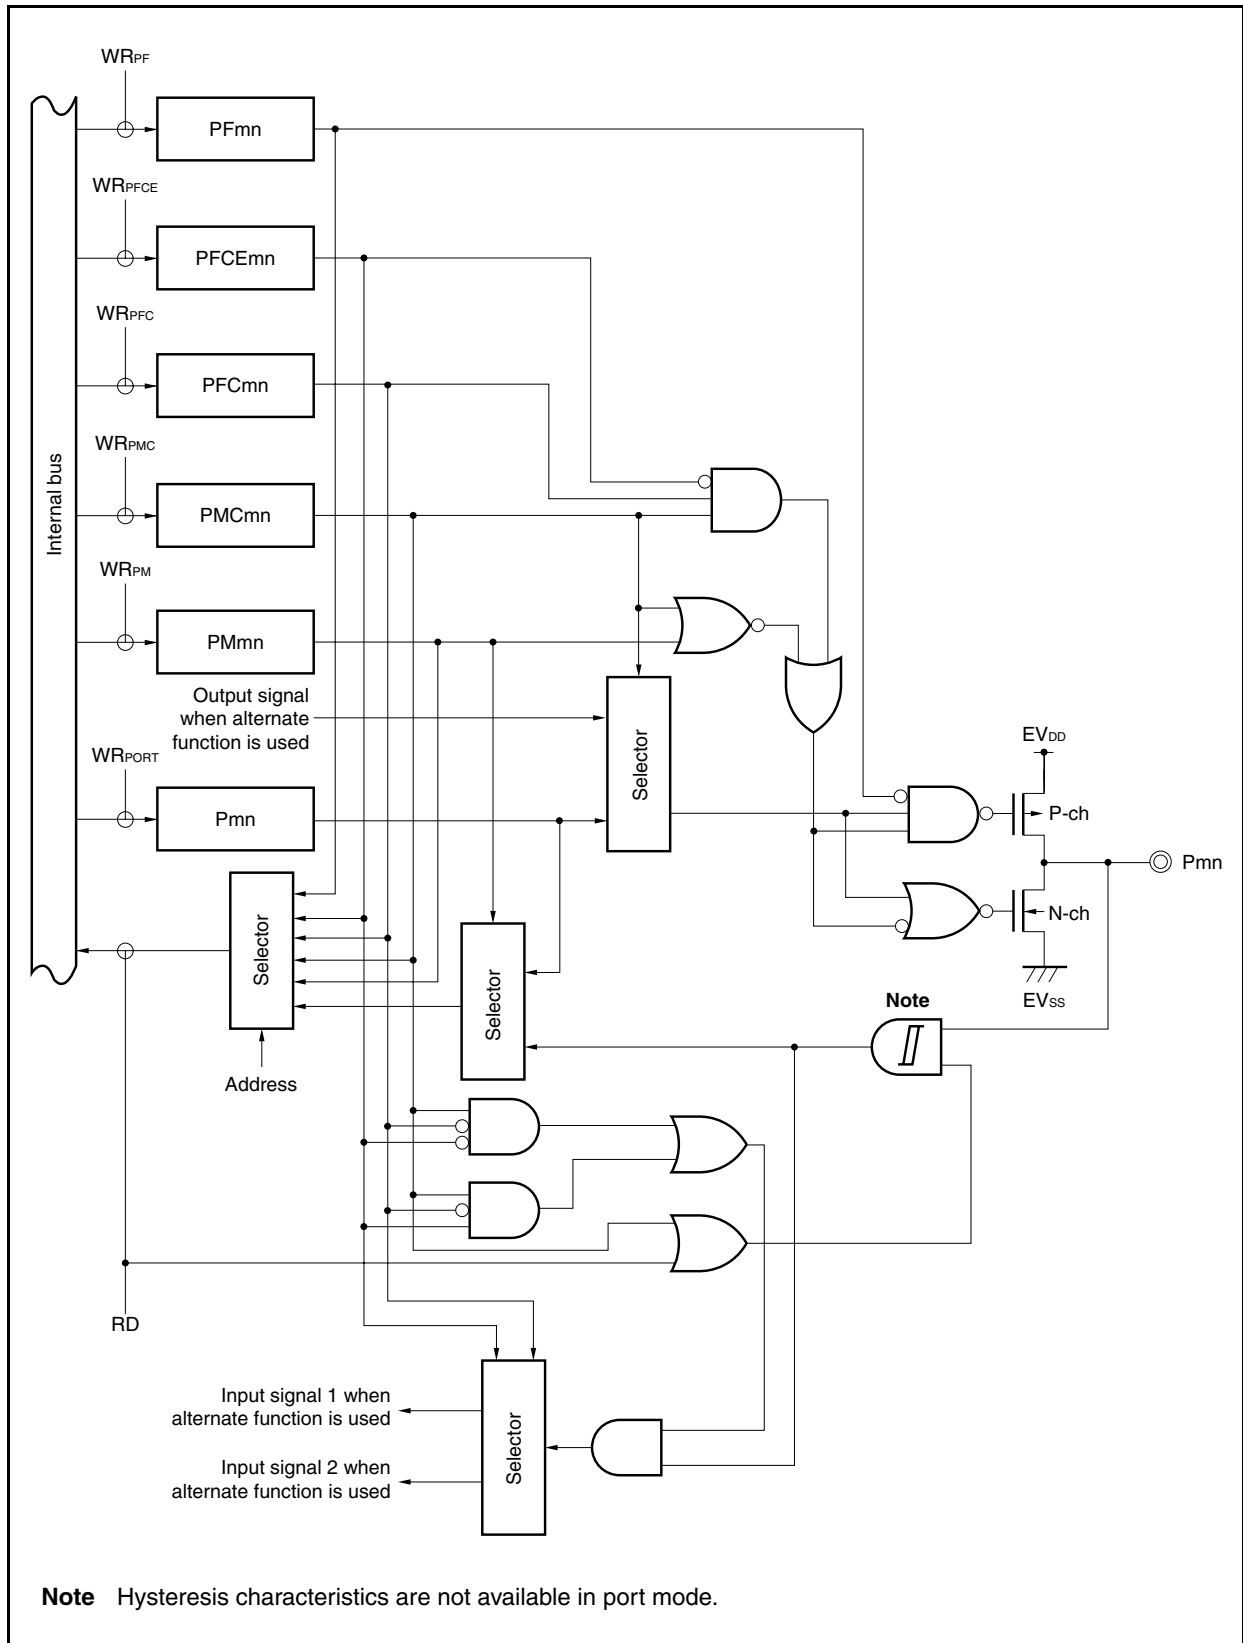 WRPF
PFmn
WRPFCE
PFCEmn
WRPFC
PFCmn
WRPMC
PMCmn
Internal bus
WRPM
PMmn
Output signal
when alternate
function is used
WRPORT
Pmn
Selector
EVDD
P-ch
Pmn
N-ch
EVSS
Selector
Selector
Note
Address
RD
Input signal 1 when
alternate function is used
Input signal 2 when
alternate function is used
Selector
Note Hysteresis characteristics are not available in port mode.